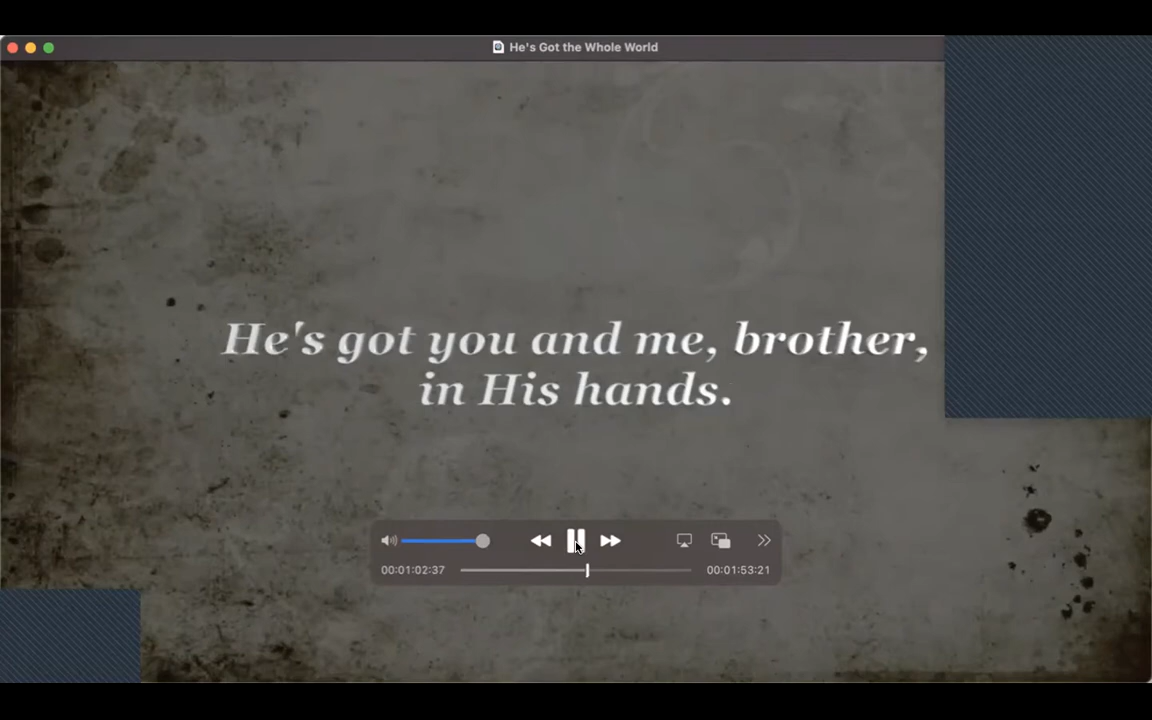 He's Got the Whole World
He's got you and me, brother,
in His hands.
00:01:02:37
00:01:53:21